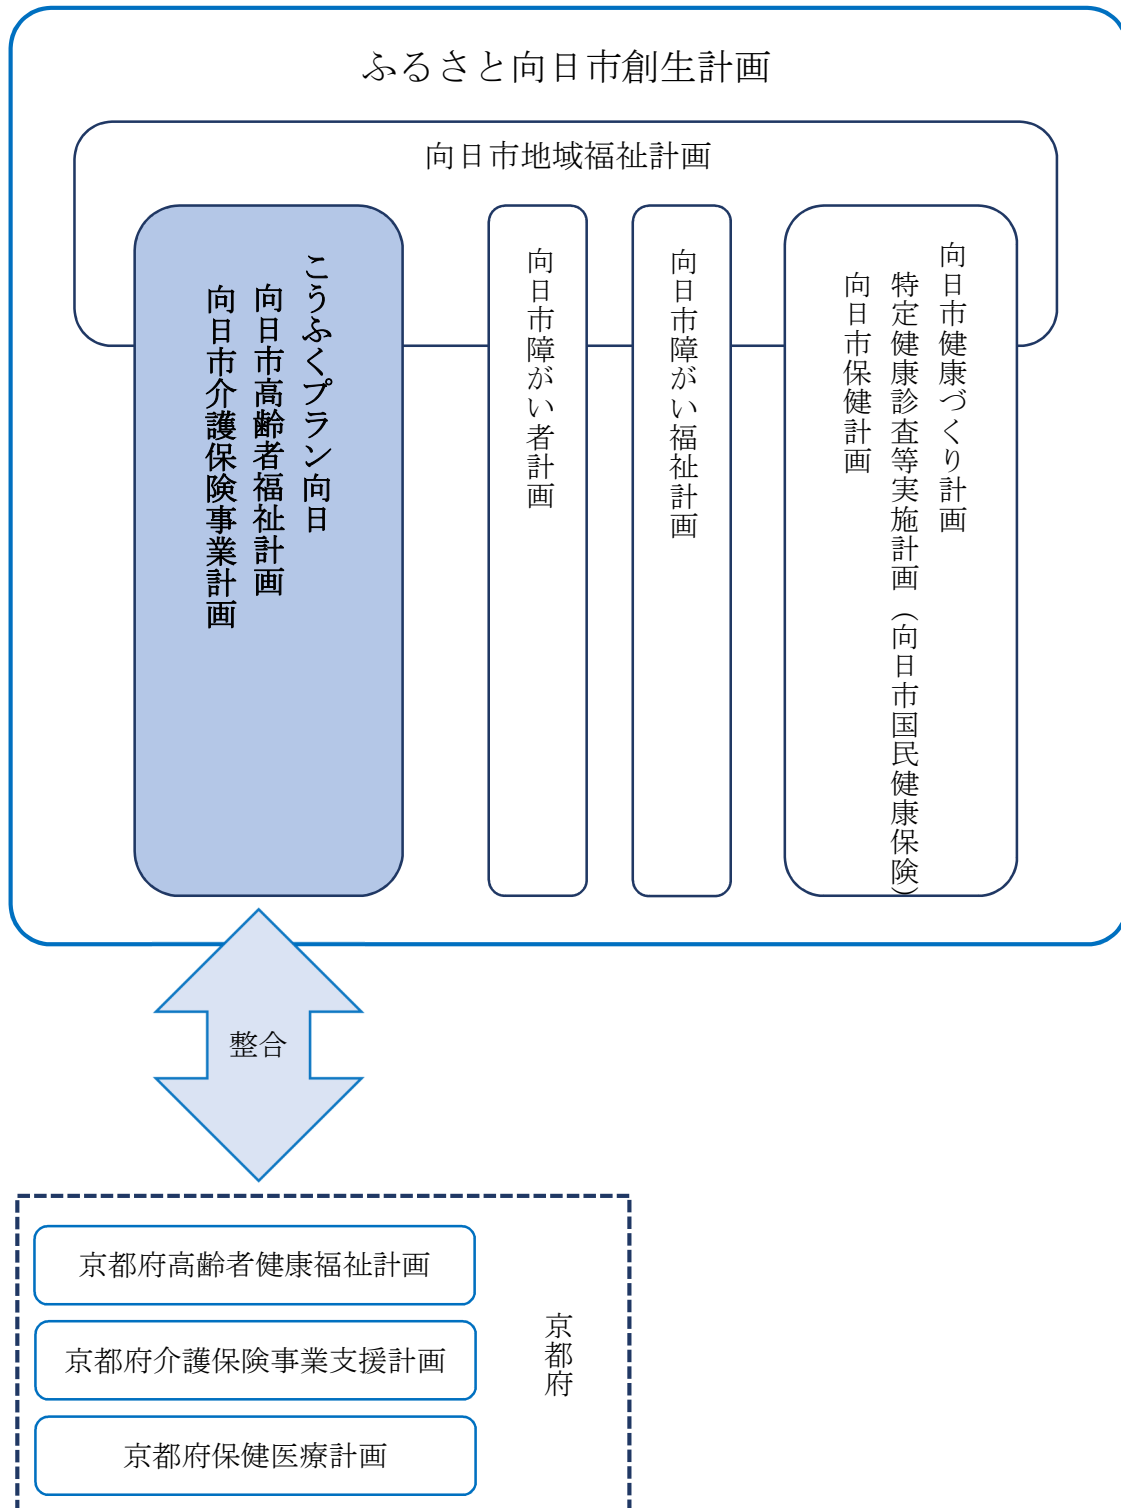 ふるさと向日市創生計画
向日市地域福祉計画
こうふくプラン向日
向日市高齢者福祉計画
向日市介護保険事業計画
向日市障がい者計画
向日市障がい福祉計画
向日市健康づくり計画
特定健康診査等実施計画（向日市国民健康保険）
向日市保健計画
整合
京都府高齢者健康福祉計画
京都府介護保険事業支援計画
京都府保健医療計画
京都府